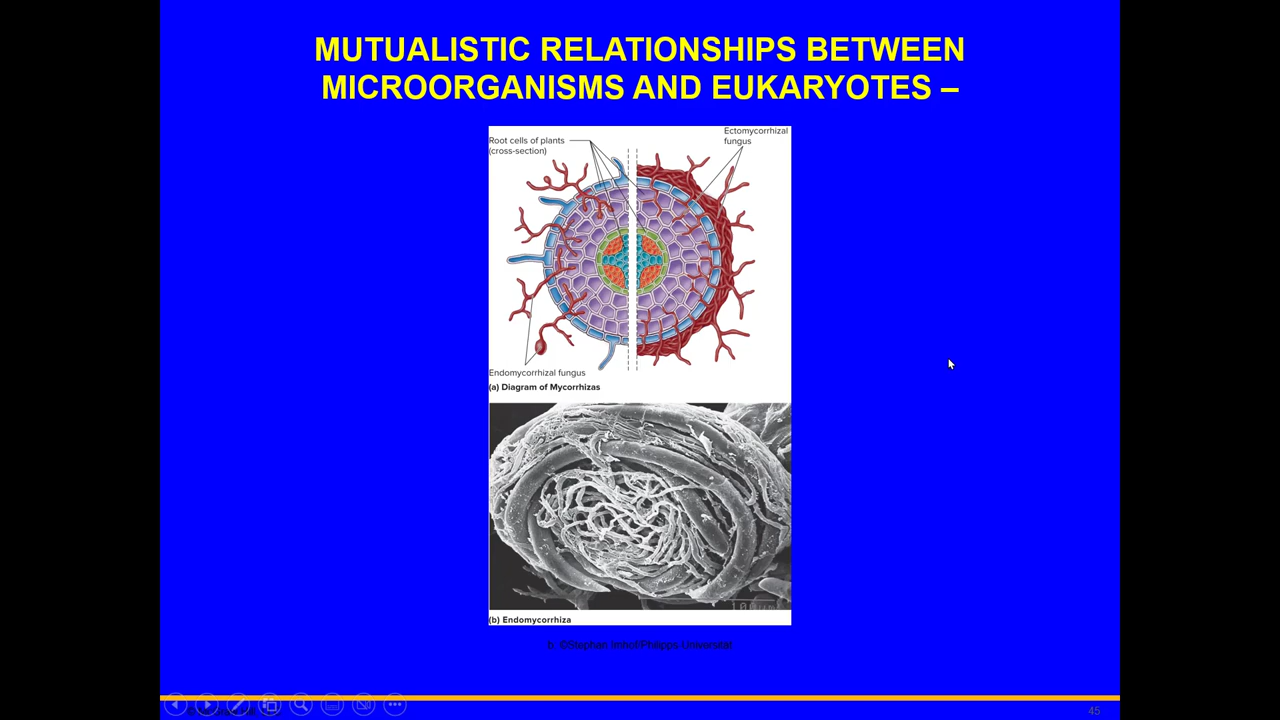 MUTUALISTIC RELATIONSHIPS BETWEEN
MICROORGANISMS AND EUKARYOTES –
Root cells of plants
(cross-section)
Ectomycorrhizal
fungus
Endomycorrhizal fungus
(a) Diagram of Mycorrhizas
(b) Endomycorrhiza
b: ©Stephan Imhof/Philipps-Universitat
45